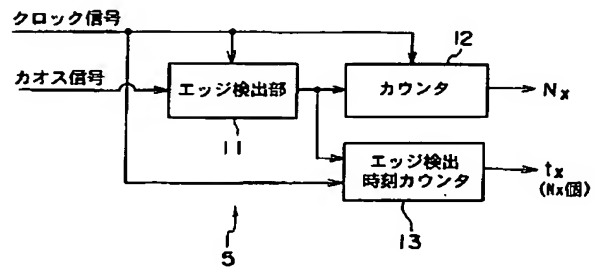 クロック信号
カオス信号
エッジ検出部
11
12
カウンタ
Nx
エッジ検出
時刻カウンタ
13
tx
(Nx個)
5